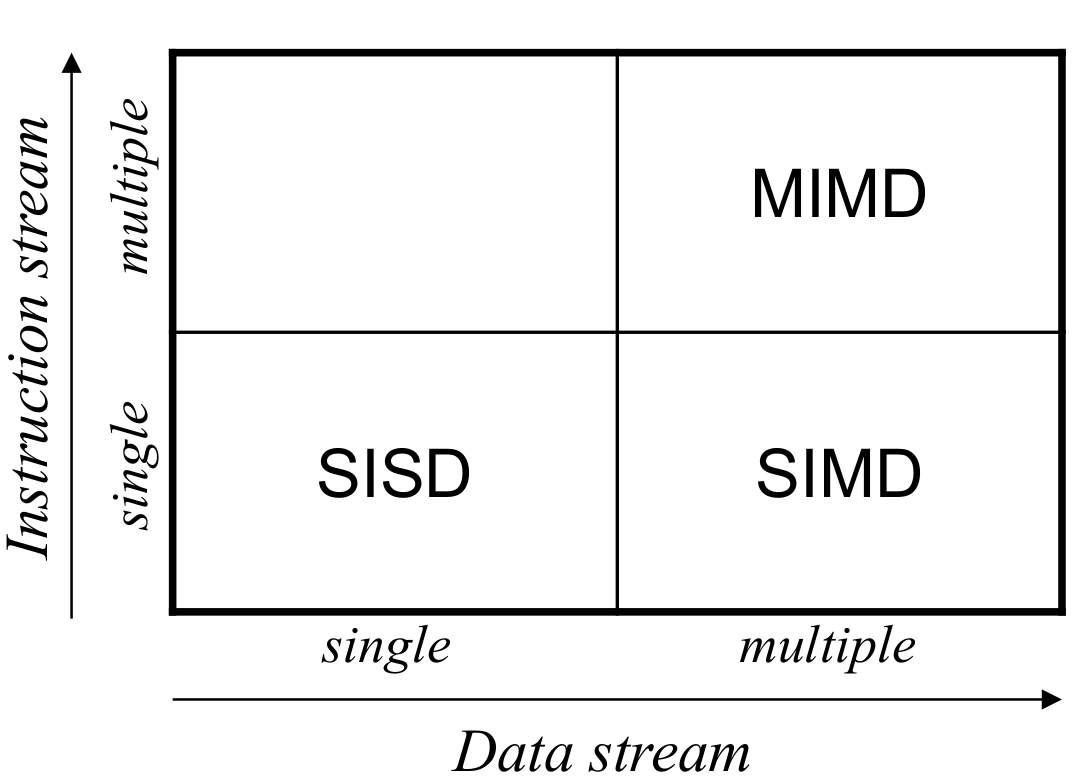 Instruction stream
multiple
MIMD
single
SISD
SIMD
single
multiple
Data stream